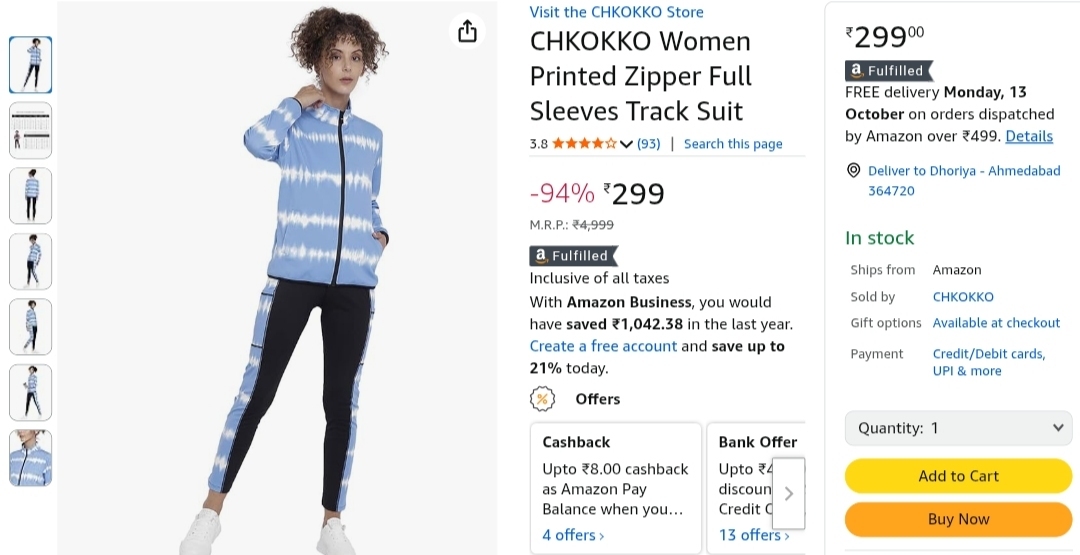 Visit the CHKOKKO Store
CHKOKKO Women
Printed Zipper Full
Sleeves Track Suit
3.8 (93) | Search this page
-94% ₹299
M.R.P.: ₹4,999
a Fulfilled
Inclusive of all taxes
With Amazon Business, you would
have saved ₹1,042.38 in the last year.
Create a free account and save up to
21% today.
% Offers
Cashback
Upto ₹8.00 cashback
as Amazon Pay
Balance when you...
4 offers ›
Bank Offer
Upto ₹4
discoun
Credit C
13 offers ›
₹299⁰⁰
a Fulfilled
FREE delivery Monday, 13
October on orders dispatched
by Amazon over ₹499. Details
Deliver to Dhoriya - Ahmedabad
364720
In stock
Ships from Amazon
Sold by CHKOKKO
Gift options Available at checkout
Payment Credit/Debit cards,
UPI & more
Quantity: 1
Add to Cart
Buy Now